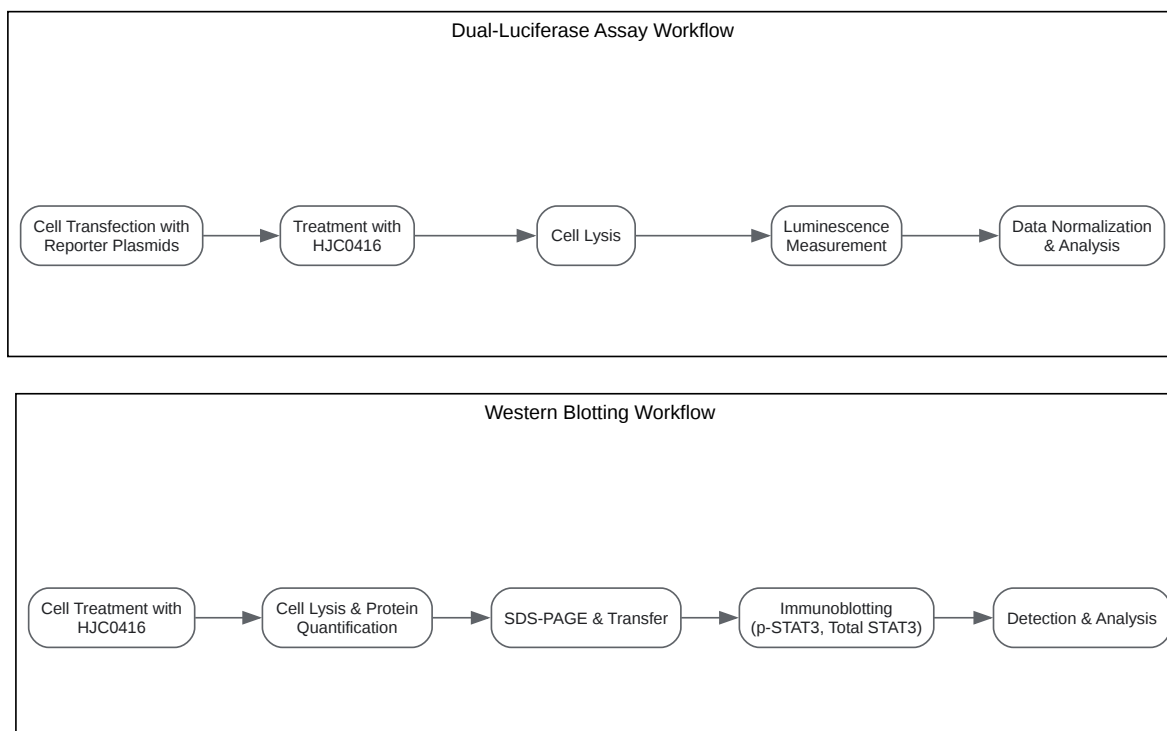 Dual-Luciferase Assay Workflow
Cell Transfection with
Reporter Plasmids
Treatment with
HJC0416
Cell Lysis
Luminescence
Measurement
Data Normalization
& Analysis
Western Blotting Workflow
Cell Treatment with
HJC0416
Cell Lysis & Protein
Quantification
SDS-PAGE & Transfer
Immunoblotting
(p-STAT3, Total STAT3)
Detection & Analysis